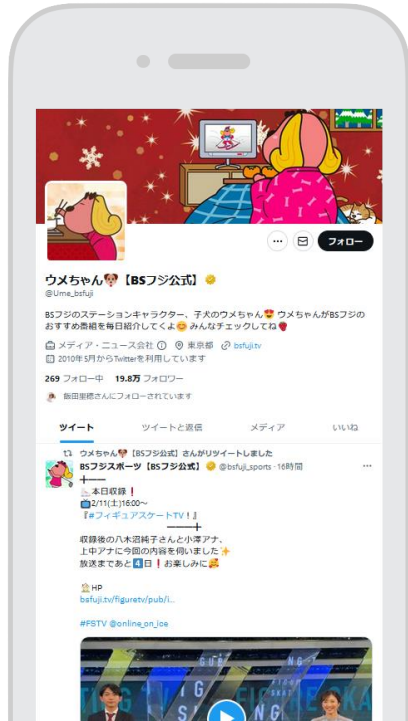 フォロー
ウメちゃん🐶【BSフジ公式】
@Ume_bsfuji
BSフジのステーションキャラクター、子犬のウメちゃん😍 ウメちゃんがBSフジの
おすすめ番組を毎日紹介してくよ😊 みんなチェックしてね🌹
メディア・ニュース会社 東京都 bsfuji.tv
2010年5月からTwitterを利用しています
269 フォロー中 19.8万 フォロワー
飯田里穂さんにフォローされています
ツイート ツイートと返信 メディア いいね
ウメちゃん🐶【BSフジ公式】さんがリツイートしました
BSフジスポーツ【BSフジ公式】 @bsfuji_sports · 16時間
╋━━
⛸本日収録❗
📺2/11(土)16:00〜
『#フィギュアスケートTV！』
━━━╋
収録後の八木沼純子さんと小澤アナ、
上中アナに今回の内容を伺いました✨
放送まであと4️⃣日❗お楽しみに🥰
HP
bsfuji.tv/figuretv/pub/i...
#FSTV @online_on_ice